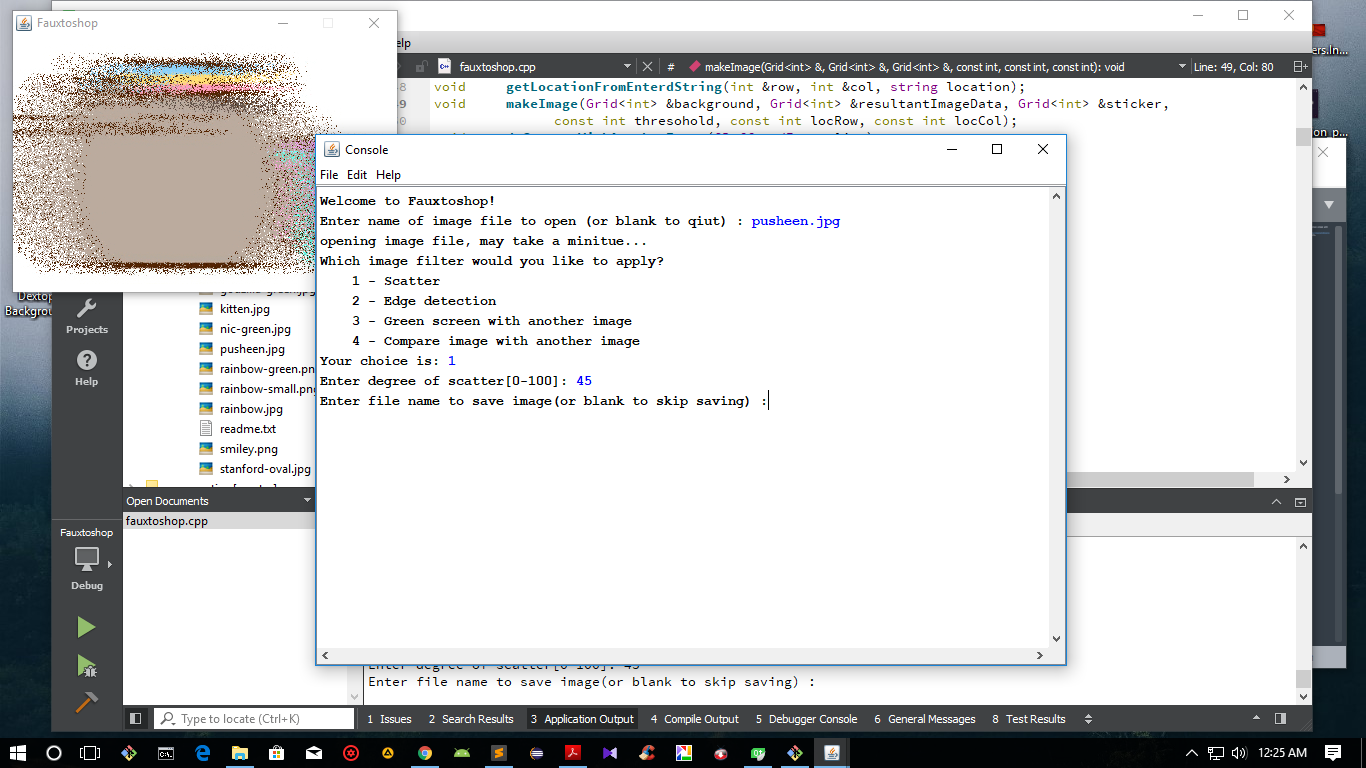 Fauxtoshop
elp
ers.In...
fauxtoshop.cpp
#
makeImage(Grid<int> &, Grid<int> &, Grid<int> &, const int, const int, const int): void
Line: 49, Col: 80
void getLocationFromEnterdString(int &row, int &col, string location);
void makeImage(Grid<int> &background, Grid<int> &resultantImageData, Grid<int> &sticker,
const int thresohold, const int locRow, const int locCol);
on_p...
Console
File Edit Help
Welcome to Fauxtoshop!
Enter name of image file to open (or blank to qiut) : pusheen.jpg
opening image file, may take a minitue...
Which image filter would you like to apply?
1 - Scatter
2 - Edge detection
3 - Green screen with another image
4 - Compare image with another image
Your choice is: 1
Enter degree of scatter[0-100]: 45
Enter file name to save image(or blank to skip saving) :
Dextop
Backgrou
Projects
Help
kitten.jpg
nic-green.jpg
pusheen.jpg
rainbow-green.pn
rainbow-small.png
rainbow.jpg
readme.txt
smiley.png
stanford-oval.jpg
Open Documents
fauxtoshop.cpp
Fauxtoshop
Debug
Enter degree of scatter[0-100]: 45
Enter file name to save image(or blank to skip saving) :
Type to locate (Ctrl+K)
1 Issues
2 Search Results
3 Application Output
4 Compile Output
5 Debugger Console
6 General Messages
8 Test Results
12:25 AM